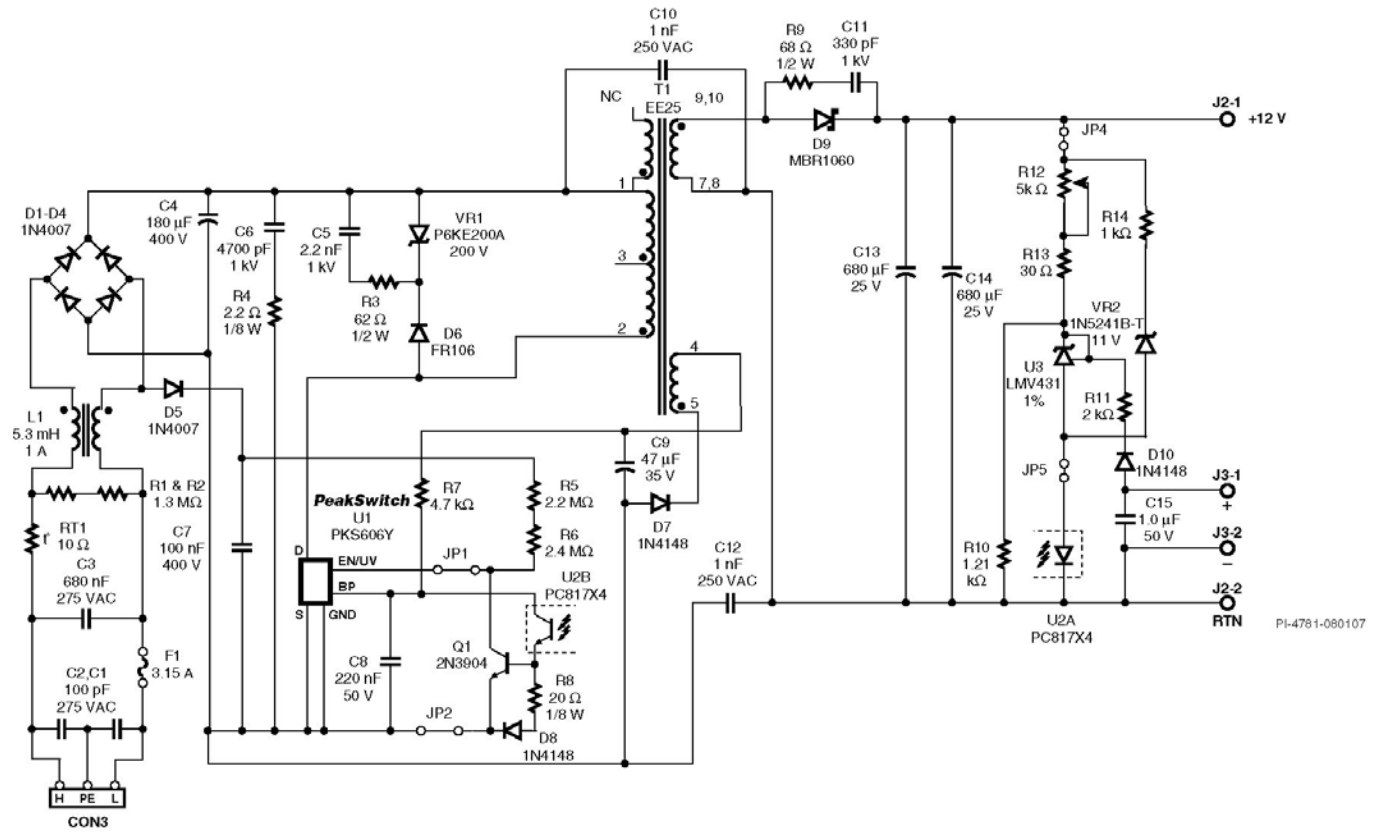 C10
1 nF
250 VAC
T1
EE25
NC
9,10
1
7,8
3
2
4
5
R9
68 Ω
1/2 W
C11
330 pF
1 kV
D9
MBR1060
J2-1
+12 V
JP4
R12
5k Ω
R14
1 kΩ
R13
30 Ω
VR2
1N5241B-T
11 V
U3
LMV431
1%
R11
2 kΩ
D10
1N4148
J3-1
+
C15
1.0 µF
50 V
J3-2
–
J2-2
RTN
JP5
R10
1.21
kΩ
U2A
PC817X4
C13
680 µF
25 V
C14
680 µF
25 V
D1-D4
1N4007
C4
180 µF
400 V
C6
4700 pF
1 kV
R4
2.2 Ω
1/8 W
C5
2.2 nF
1 kV
R3
62 Ω
1/2 W
VR1
P6KE200A
200 V
D6
FR106
L1
5.3 mH
1 A
D5
1N4007
R1 & R2
1.3 MΩ
RT1
10 Ω
C3
680 nF
275 VAC
F1
3.15 A
C2,C1
100 pF
275 VAC
H PE L
CON3
C7
100 nF
400 V
PeakSwitch
U1
PKS606Y
D
S
EN/UV
BP
GND
JP1
JP2
R7
4.7 kΩ
C9
47 µF
35 V
D7
1N4148
R5
2.2 MΩ
R6
2.4 MΩ
U2B
PC817X4
Q1
2N3904
C8
220 nF
50 V
R8
20 Ω
1/8 W
D8
1N4148
C12
1 nF
250 VAC
PI-4781-080107